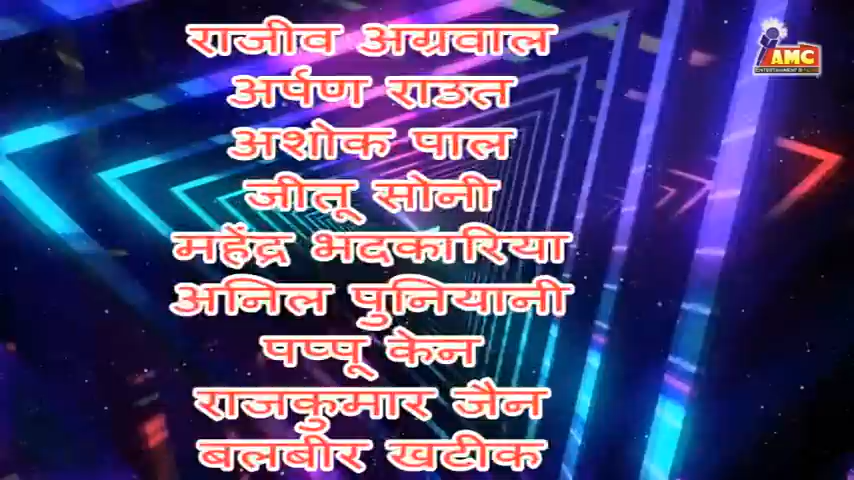 राजीव अग्रवाल
AMC
अर्पण राउत
अशोक पाल
जीतू सोनी
महेंद्र भदकारिया
अनिल पुनियानी
पप्पू केन
राजकुमार जैन
बलबीर खटीक